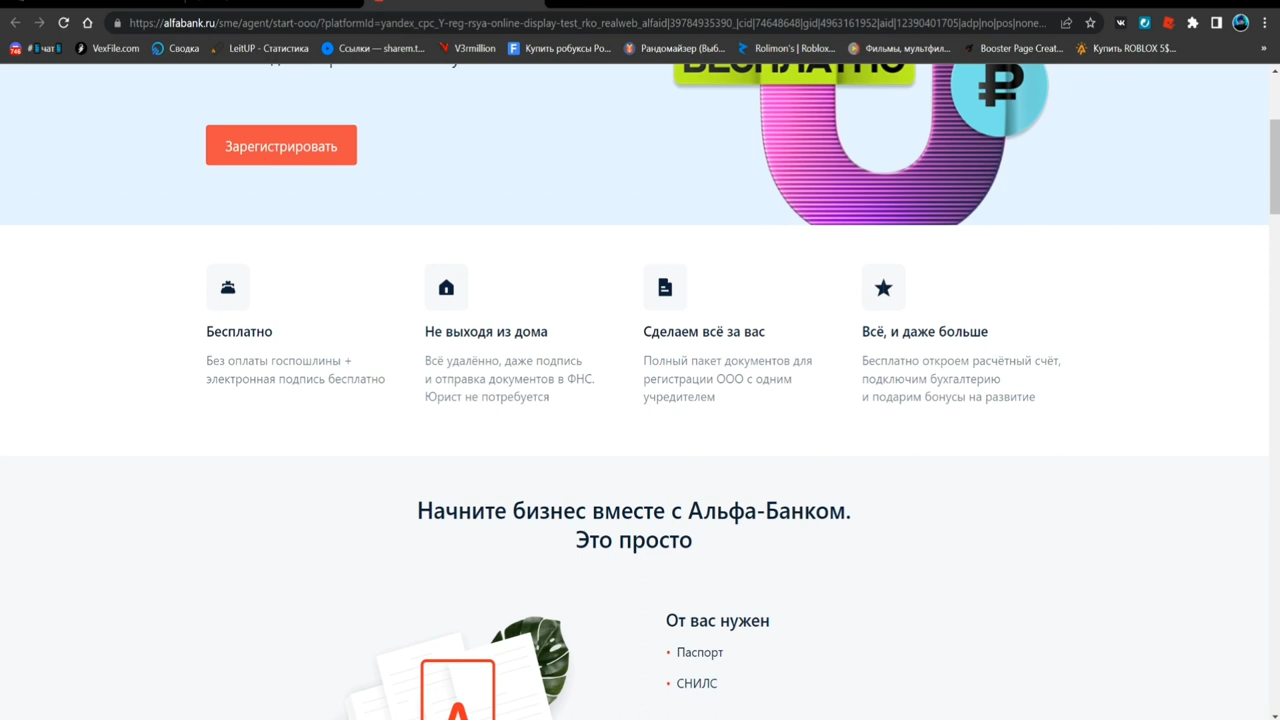 https://alfabank.ru/sme/agent/start-ooo/?platformId=yandex_cpc_Y-reg-rsya-online-display-test_rko_realweb_alfaid|39784935390_|cid|74648648|gid|4963161952|aid|12390401705|adp|no|pos|none...
# чат VexFile.com Сводка LeitUP - Статистика Ссылки — sharem.t... V3rmillion Купить робуксы Ро... Рандомайзер (Выб... Rolimon's | Roblox... Фильмы, мультфил... Booster Page Creat... Купить ROBLOX 5$... »
БЕСПЛАТНО
₽
Зарегистрировать
Бесплатно
Без оплаты госпошлины +
электронная подпись бесплатно
Не выходя из дома
Всё удалённо, даже подпись
и отправка документов в ФНС.
Юрист не потребуется
Сделаем всё за вас
Полный пакет документов для
регистрации ООО с одним
учредителем
Всё, и даже больше
Бесплатно откроем расчётный счёт,
подключим бухгалтерию
и подарим бонусы на развитие
Начните бизнес вместе с Альфа-Банком.
Это просто
От вас нужен
• Паспорт
• СНИЛС
А